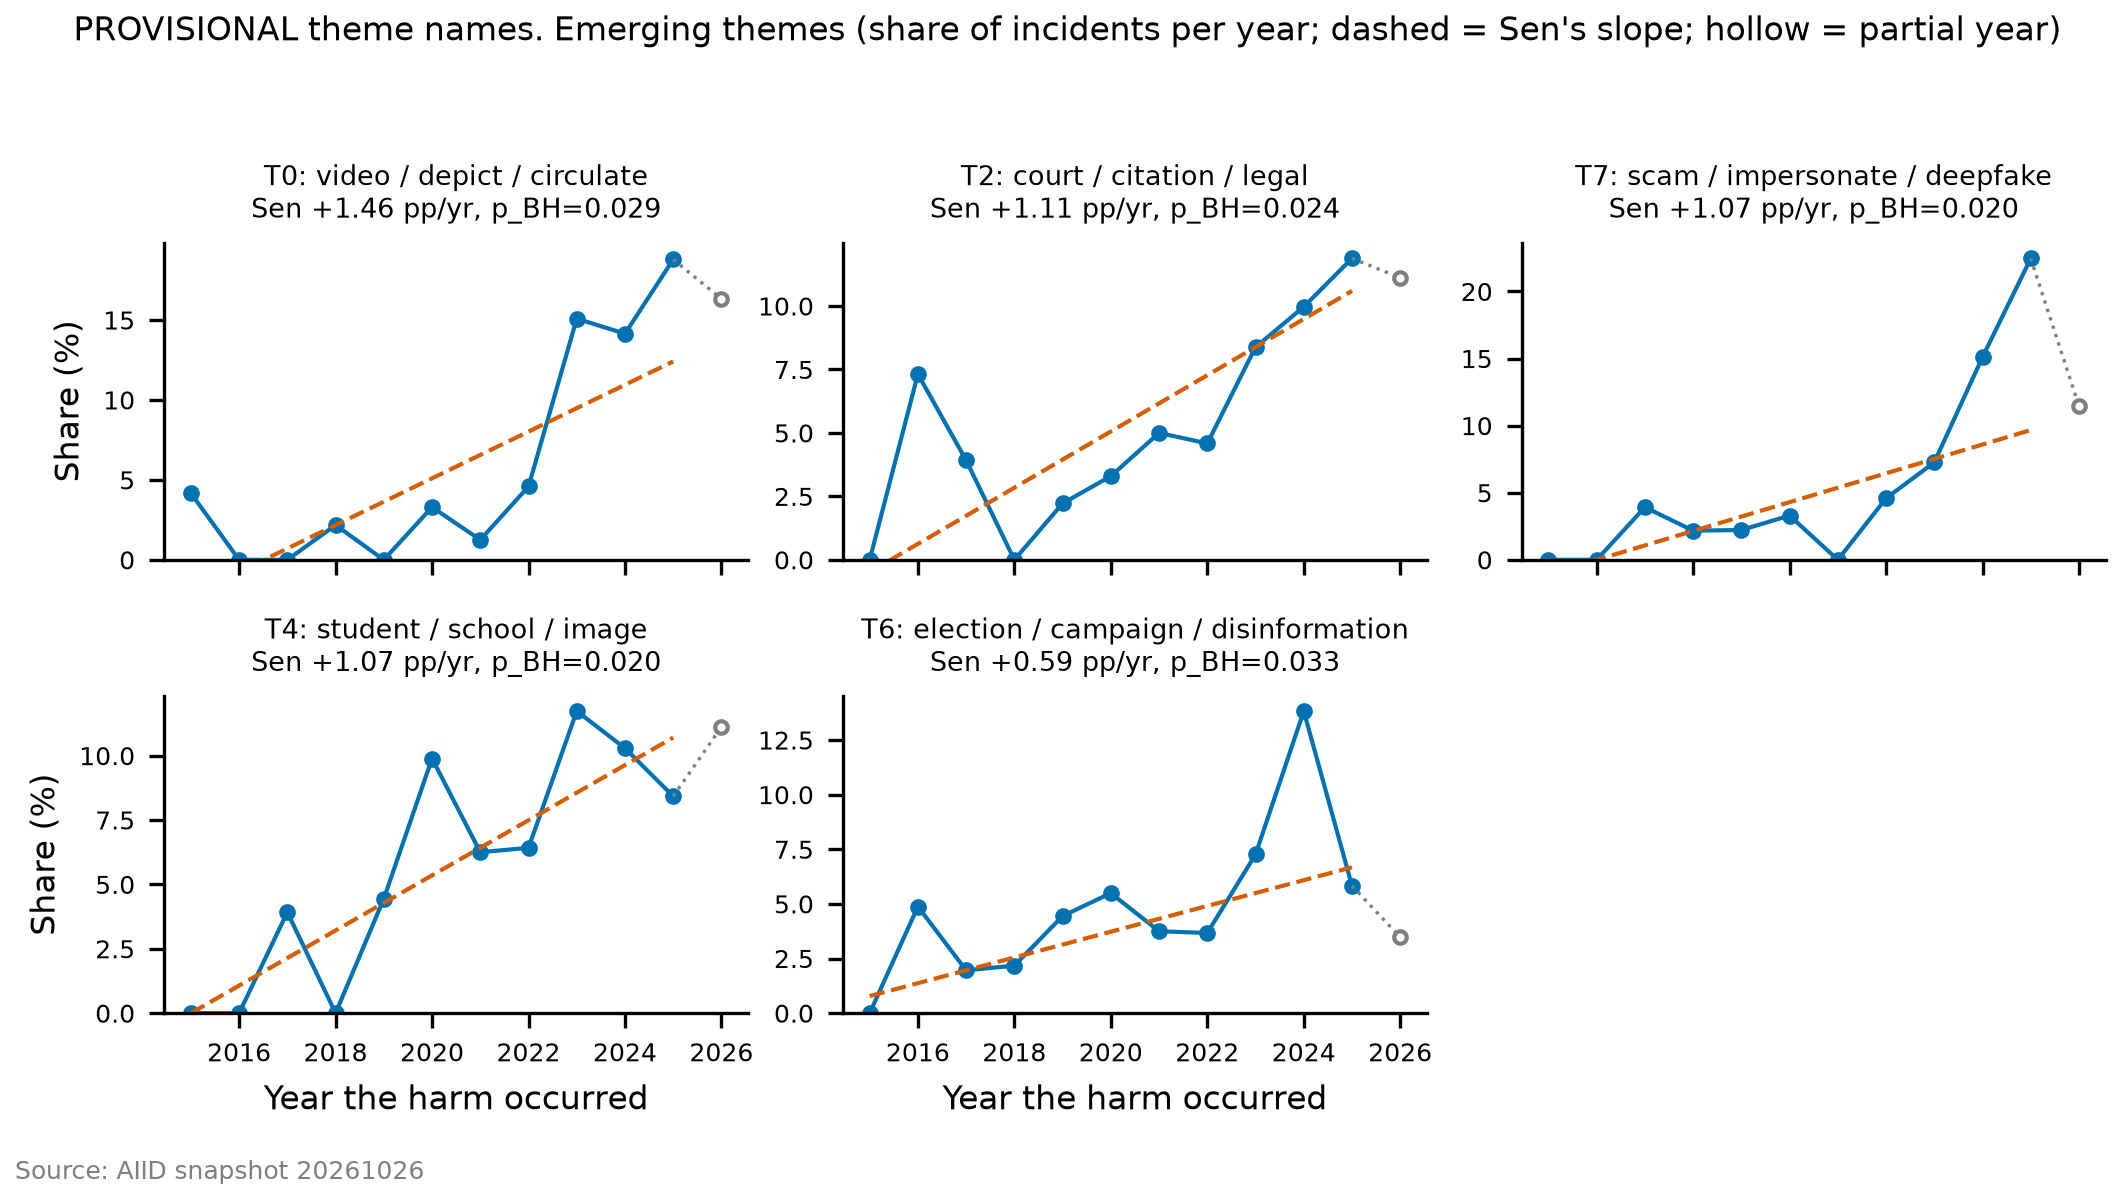 PROVISIONAL theme names. Emerging themes (share of incidents per year; dashed = Sen's slope; hollow = partial year)
T0: video / depict / circulate
Sen +1.46 pp/yr, p_BH=0.029
Share (%)
15
10
5
0
T2: court / citation / legal
Sen +1.11 pp/yr, p_BH=0.024
10.0
7.5
5.0
2.5
0.0
T7: scam / impersonate / deepfake
Sen +1.07 pp/yr, p_BH=0.020
20
15
10
5
0
T4: student / school / image
Sen +1.07 pp/yr, p_BH=0.020
Share (%)
10.0
7.5
5.0
2.5
0.0
2016 2018 2020 2022 2024 2026
Year the harm occurred
T6: election / campaign / disinformation
Sen +0.59 pp/yr, p_BH=0.033
12.5
10.0
7.5
5.0
2.5
0.0
2016 2018 2020 2022 2024 2026
Year the harm occurred
Source: AIID snapshot 20261026